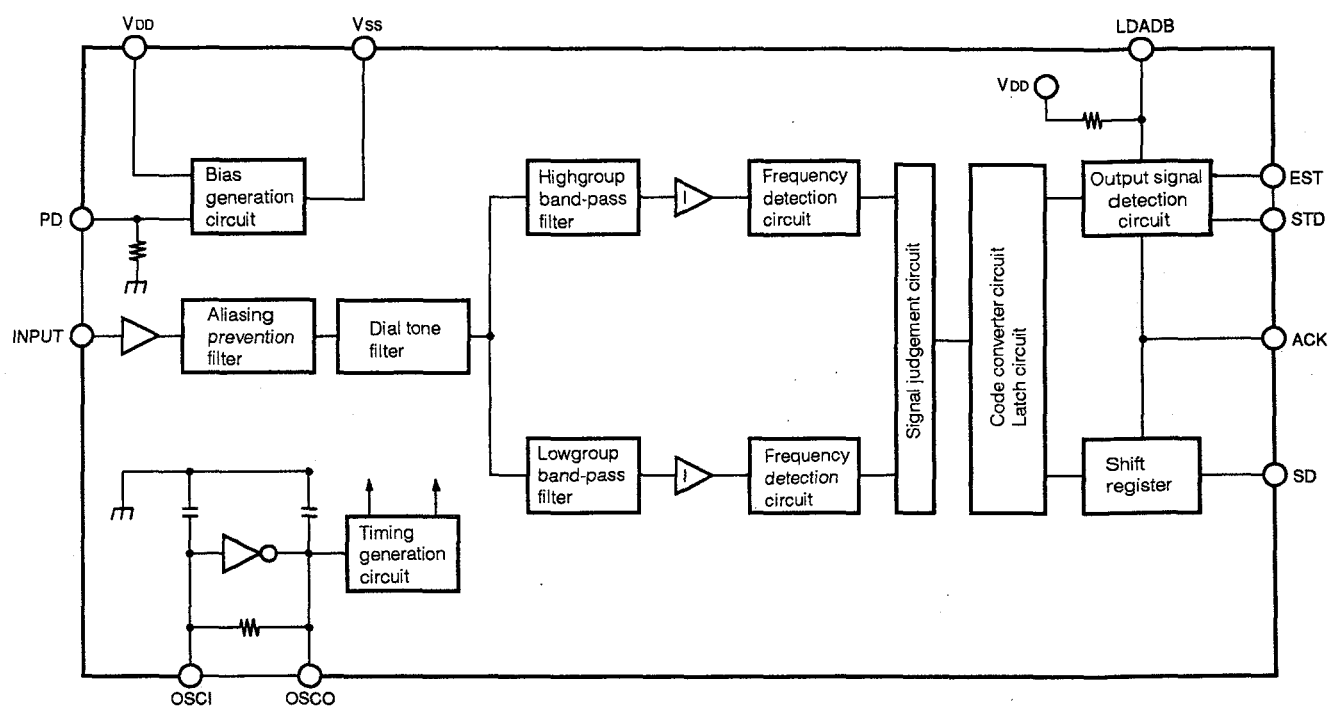 VDD
VSS
LDADB
VDD
Bias
generation
circuit
Highgroup
band-pass
filter
Frequency
detection
circuit
Output signal
detection
circuit
EST
PD
STD
INPUT
Aliasing
prevention
filter
Dial tone
filter
Signal judgement circuit
Code converter circuit
Latch circuit
ACK
Lowgroup
band-pass
filter
Frequency
detection
circuit
Shift
register
SD
Timing
generation
circuit
OSCI
OSCO